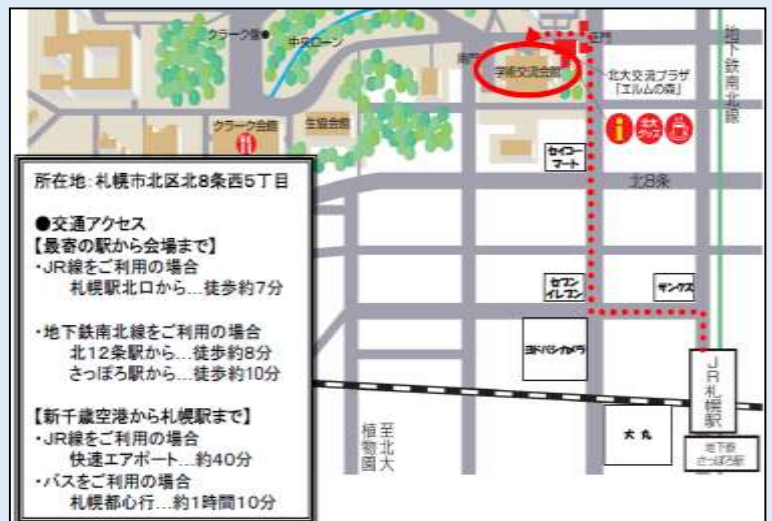 クラーク像●
中央ローン
南門
正門
学術交流会館
北大交流プラザ
「エルムの森」
地下鉄南北線
クラーク会館
生協会館
i
北大
グッズ
セイコー
マート
北8条
セブン
イレブン
サンクス
ヨドバシカメラ
JR札幌駅
大丸
地下鉄
さっぽろ駅
至北大
植物園
所在地:札幌市北区北8条西5丁目
●交通アクセス
【最寄の駅から会場まで】
・JR線をご利用の場合
札幌駅北口から…徒歩約7分
・地下鉄南北線をご利用の場合
北12条駅から…徒歩約8分
さっぽろ駅から…徒歩約10分
【新千歳空港から札幌駅まで】
・JR線をご利用の場合
快速エアポート…約40分
・バスをご利用の場合
札幌都心行…約1時間10分